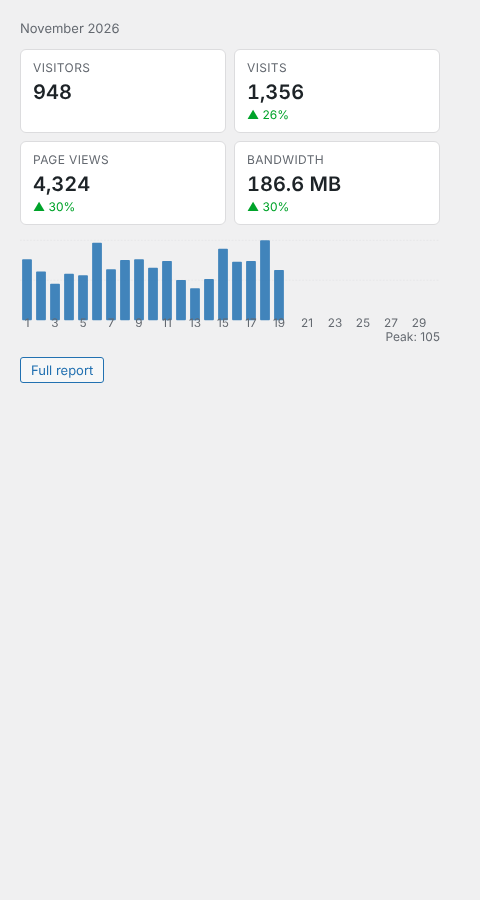 November 2026
VISITORS
948
VISITS
1,356
▲ 26%
PAGE VIEWS
4,324
▲ 30%
BANDWIDTH
186.6 MB
▲ 30%
1 3 5 7 9 11 13 15 17 19 21 23 25 27 29
Peak: 105
Full report